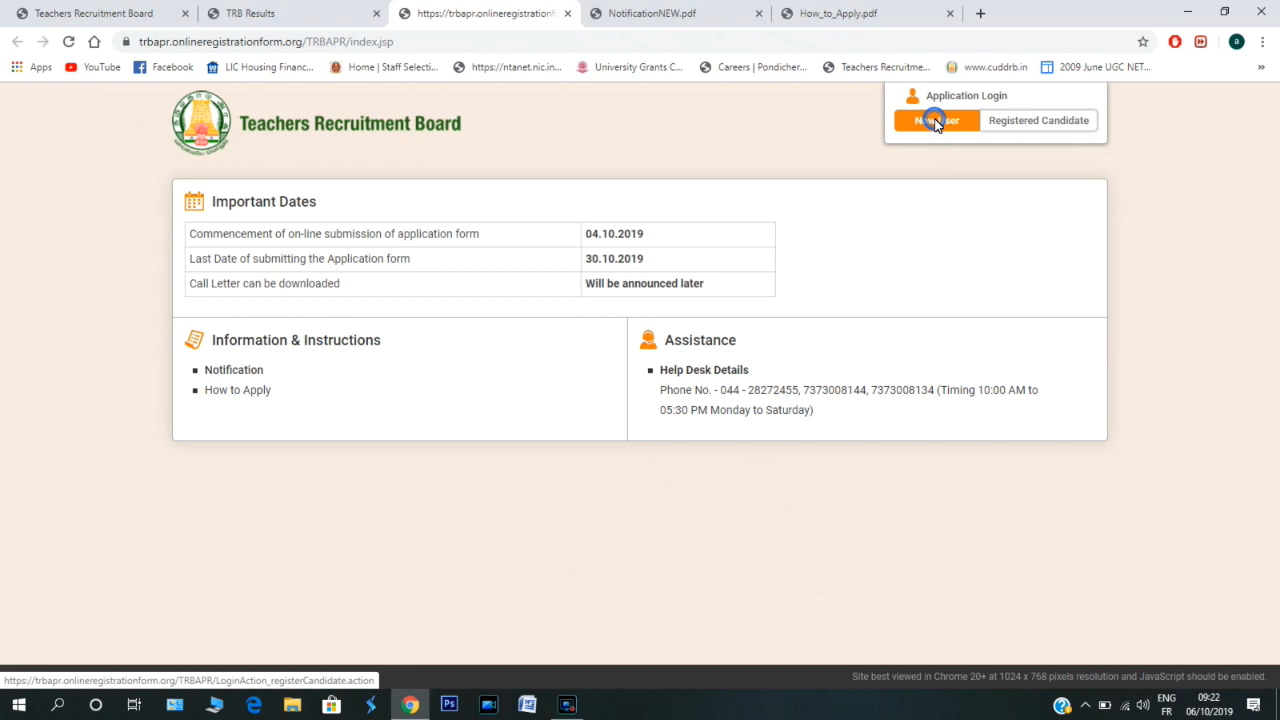 Teachers Recruitment Board
TRB Results
https://trbapr.onlineregistrationf
NotificationNEW.pdf
How_to_Apply.pdf
trbapr.onlineregistrationform.org/TRBAPR/index.jsp
a
Apps
YouTube
Facebook
LIC Housing Financ...
Home | Staff Selecti...
https://ntanet.nic.in...
University Grants C...
Careers | Pondicher...
Teachers Recruitme...
www.cuddrb.in
2009 June UGC NET...
»
Teachers Recruitment Board
Application Login
New User
Registered Candidate
Important Dates
Commencement of on-line submission of application form 04.10.2019
Last Date of submitting the Application form 30.10.2019
Call Letter can be downloaded Will be announced later
Information & Instructions
Notification
How to Apply
Assistance
Help Desk Details
Phone No. - 044 - 28272455, 7373008144, 7373008134 (Timing 10:00 AM to
05:30 PM Monday to Saturday)
https://trbapr.onlineregistrationform.org/TRBAPR/LoginAction_registerCandidate.action
Site best viewed in Chrome 20+ at 1024 x 768 pixels resolution and JavaScript should be enabled.
ENG
FR
09:22
06/10/2019